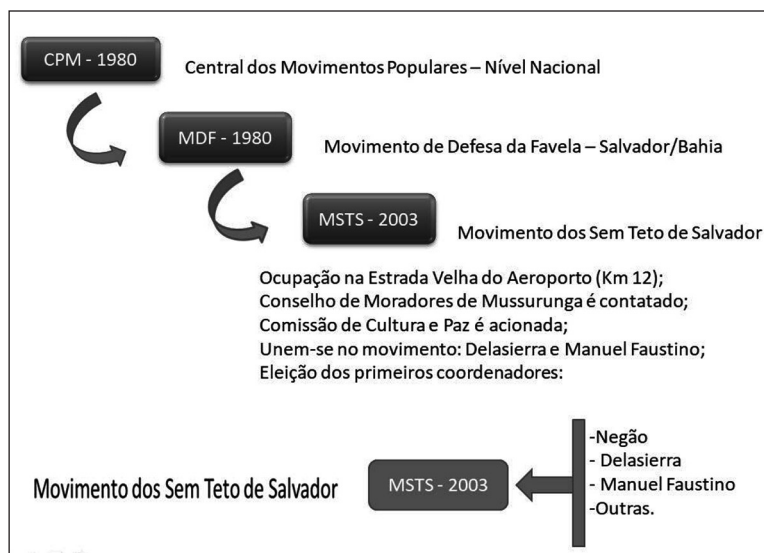 CPM - 1980
Central dos Movimentos Populares – Nível Nacional
MDF - 1980
Movimento de Defesa da Favela – Salvador/Bahia
MSTS - 2003
Movimento dos Sem Teto de Salvador
Ocupação na Estrada Velha do Aeroporto (Km 12);
Conselho de Moradores de Mussurunga é contatado;
Comissão de Cultura e Paz é acionada;
Unem-se no movimento: Delasierra e Manuel Faustino;
Eleição dos primeiros coordenadores:
-Negão
- Delasierra
- Manuel Faustino
-Outras.
Movimento dos Sem Teto de Salvador
MSTS - 2003